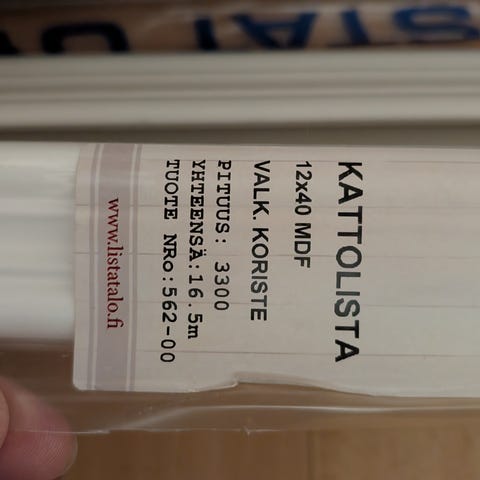 KATTOLISTA
12x40 MDF
VALK. KORISTE
PITUUS: 3300
YHTEENSÄ:16.5m
TUOTE NRo:562-00
www.listatalo.fi